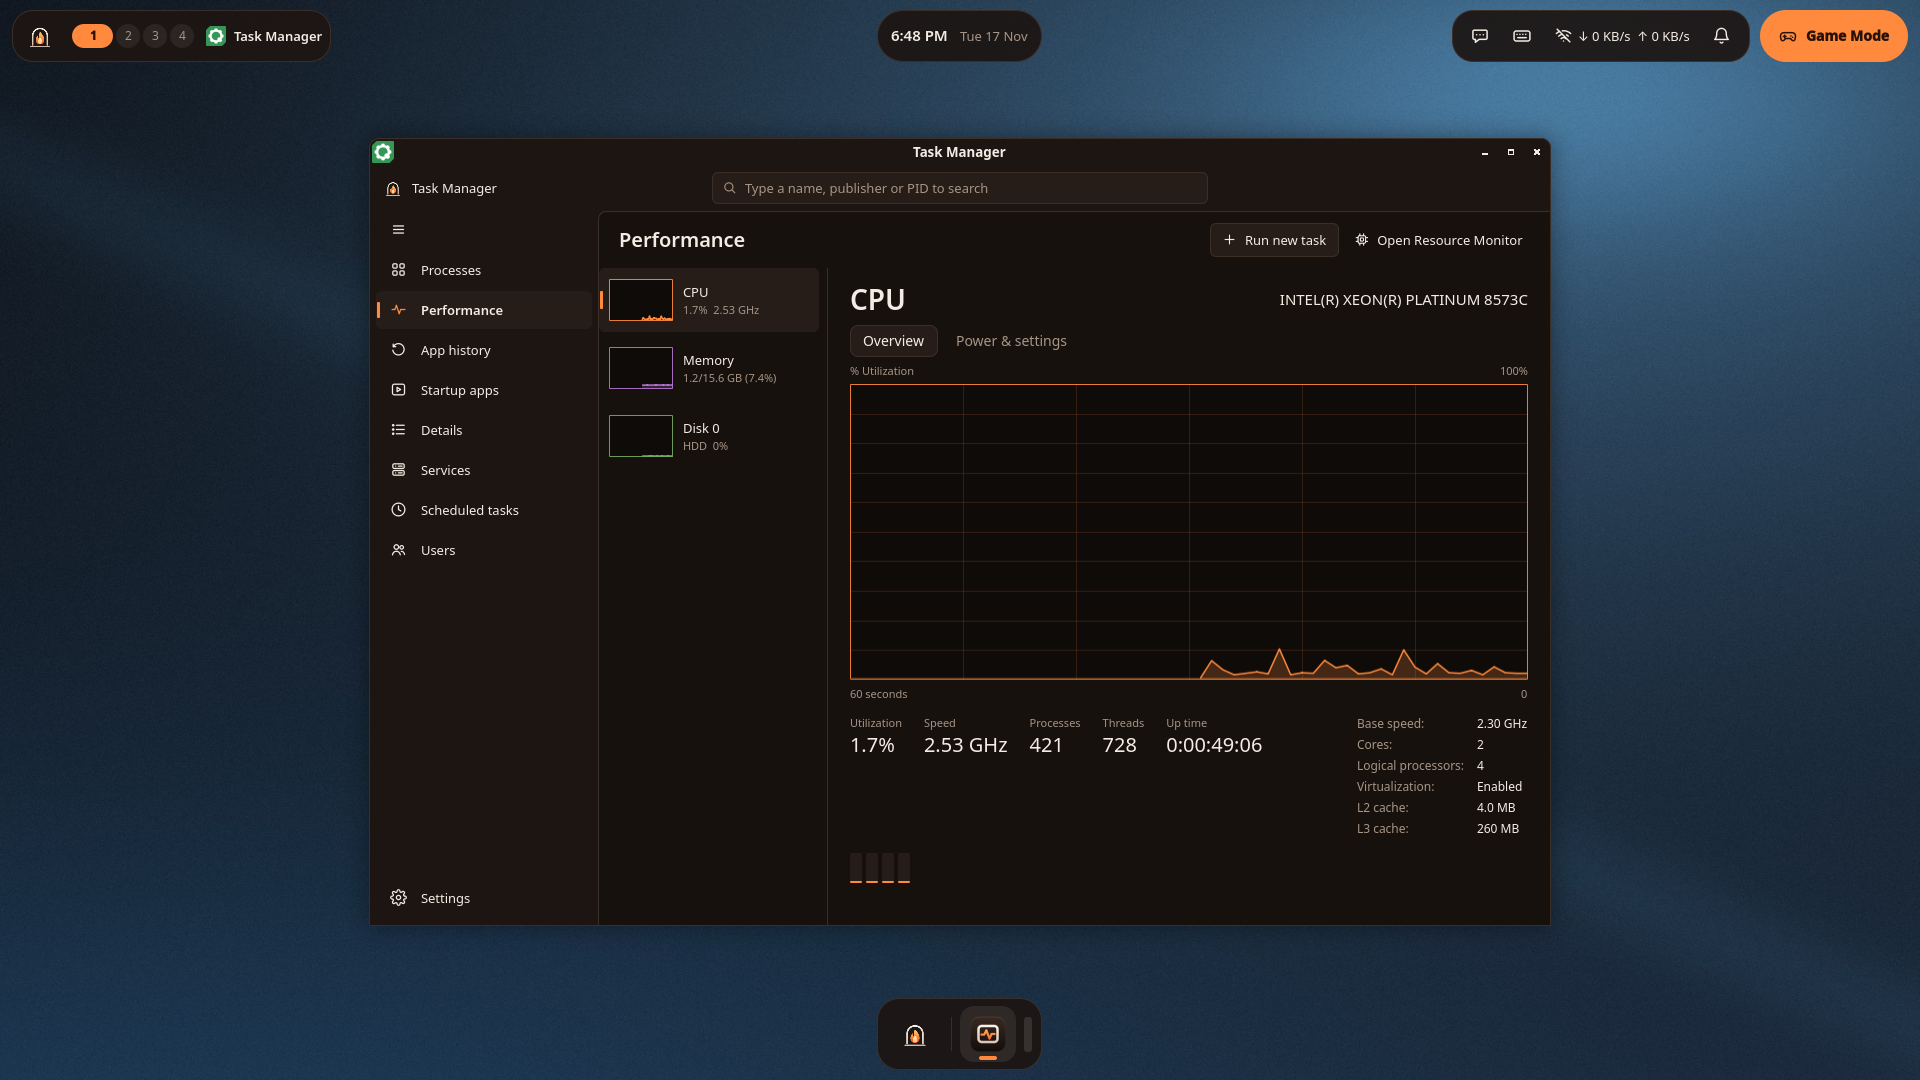 1 2 3 4 Task Manager
6:48 PM Tue 17 Nov
↓ 0 KB/s ↑ 0 KB/s
Game Mode
Task Manager
Task Manager
Type a name, publisher or PID to search
Processes
Performance
App history
Startup apps
Details
Services
Scheduled tasks
Users
Settings
Performance
Run new task
Open Resource Monitor
CPU
1.7% 2.53 GHz
Memory
1.2/15.6 GB (7.4%)
Disk 0
HDD 0%
CPU
INTEL(R) XEON(R) PLATINUM 8573C
Overview
Power & settings
% Utilization 100%
60 seconds 0
Utilization Speed Processes Threads Up time
1.7% 2.53 GHz 421 728 0:00:49:06
Base speed: 2.30 GHz
Cores: 2
Logical processors: 4
Virtualization: Enabled
L2 cache: 4.0 MB
L3 cache: 260 MB